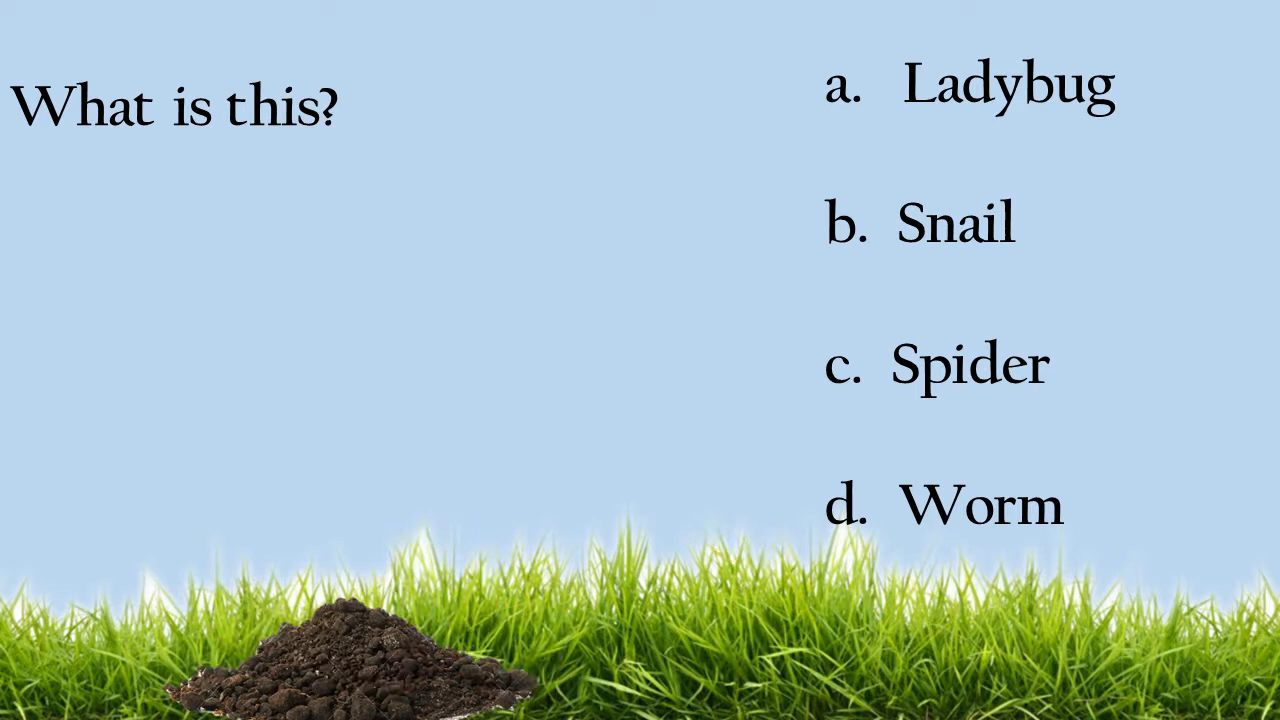 What is this?
a. Ladybug
b. Snail
c. Spider
d. Worm